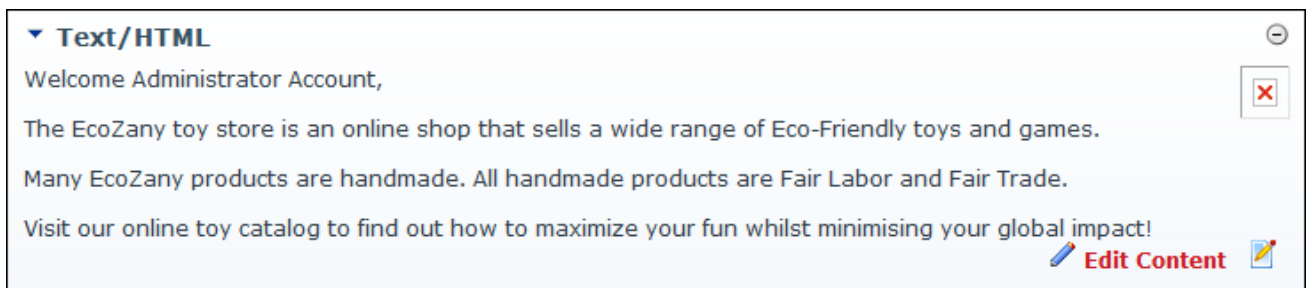 Text/HTML
Welcome Administrator Account,
The EcoZany toy store is an online shop that sells a wide range of Eco-Friendly toys and games.
Many EcoZany products are handmade. All handmade products are Fair Labor and Fair Trade.
Visit our online toy catalog to find out how to maximize your fun whilst minimising your global impact!
Edit Content